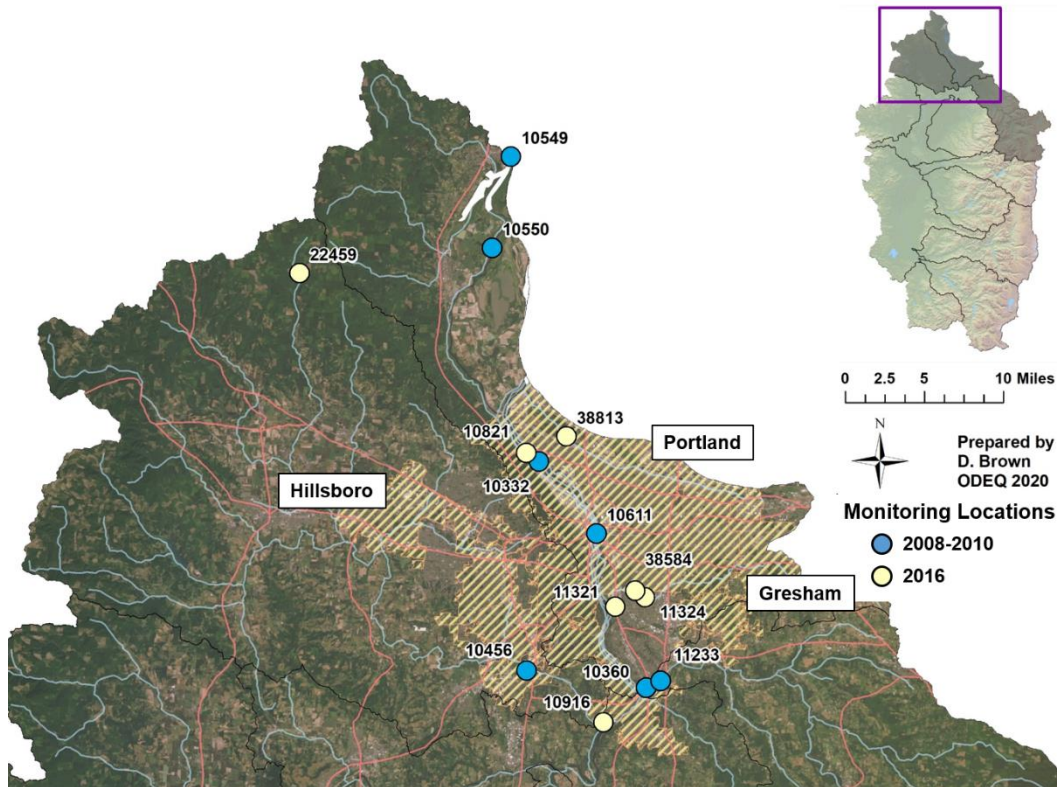 10549
10550
22459
38813
10821
Portland
Hillsboro
10332
10611
38584
11321
Gresham
11324
10456
10360
11233
10916
0 2.5 5 10 Miles
N
Prepared by
D. Brown
ODEQ 2020
Monitoring Locations
2008-2010
2016